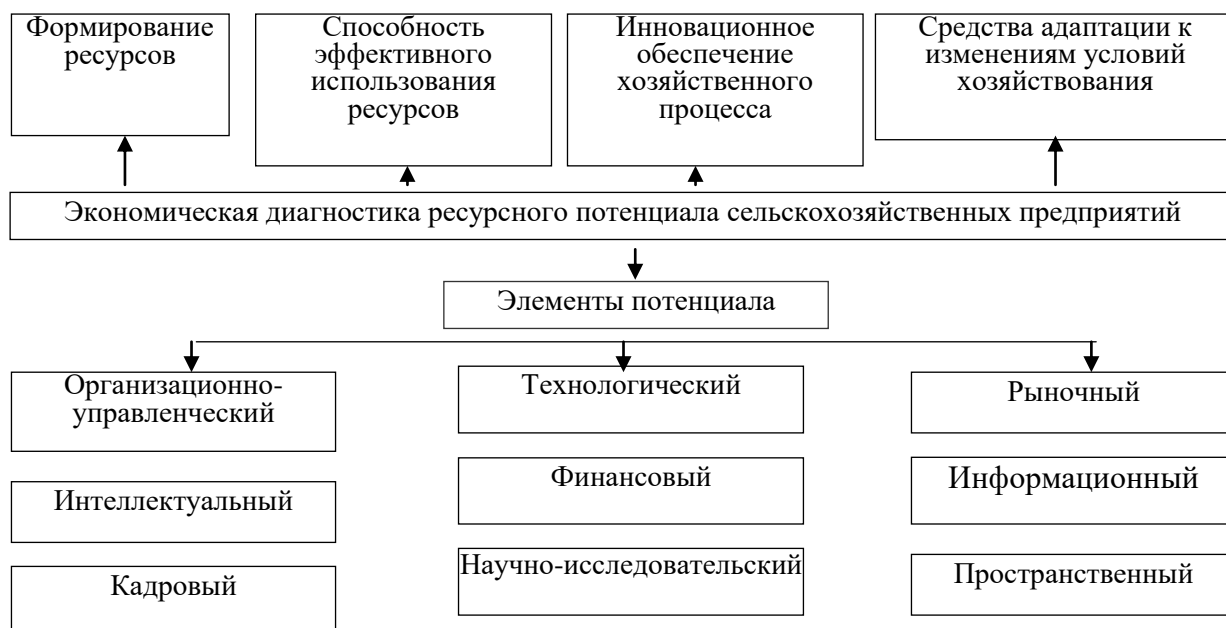 Формирование
ресурсов
Способность
эффективного
использования
ресурсов
Инновационное
обеспечение
хозяйственного
процесса
Средства адаптации к
изменениям условий
хозяйствования
Экономическая диагностика ресурсного потенциала сельскохозяйственных предприятий
Элементы потенциала
Организационно-
управленческий
Технологический
Рыночный
Интеллектуальный
Финансовый
Информационный
Кадровый
Научно-исследовательский
Пространственный